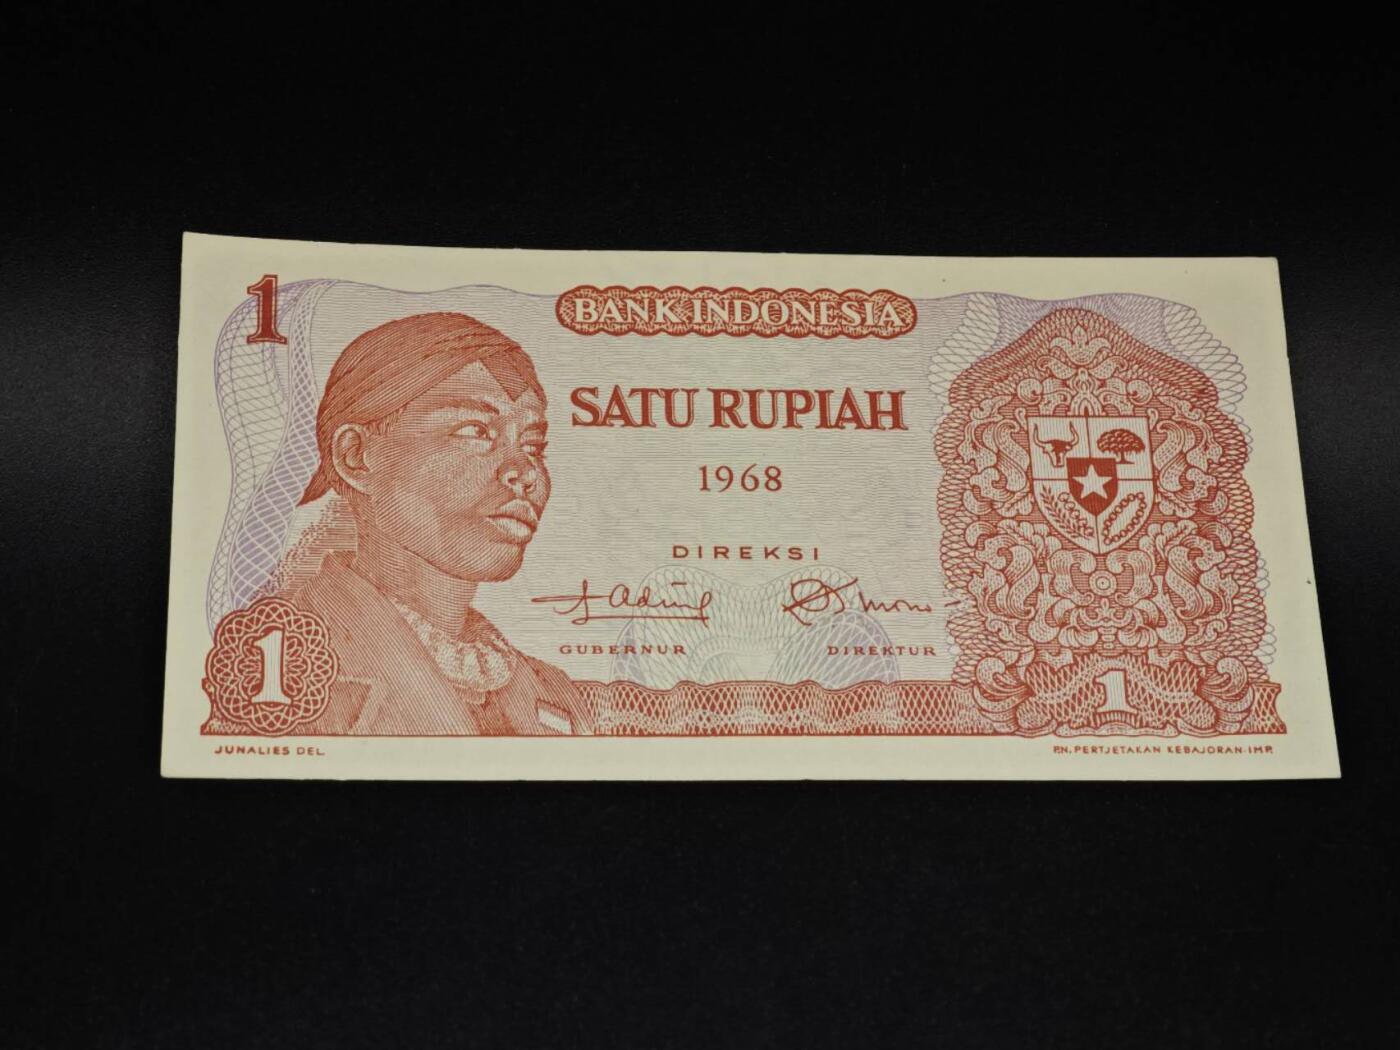 1
BANK INDONESIA
SATU RUPIAH
1968
DIREKSI
GUBERNUR
DIREKTUR
1
1
JUNALIES DEL.
P.N. PERTJETAKAN KEBAJORAN·IMP.